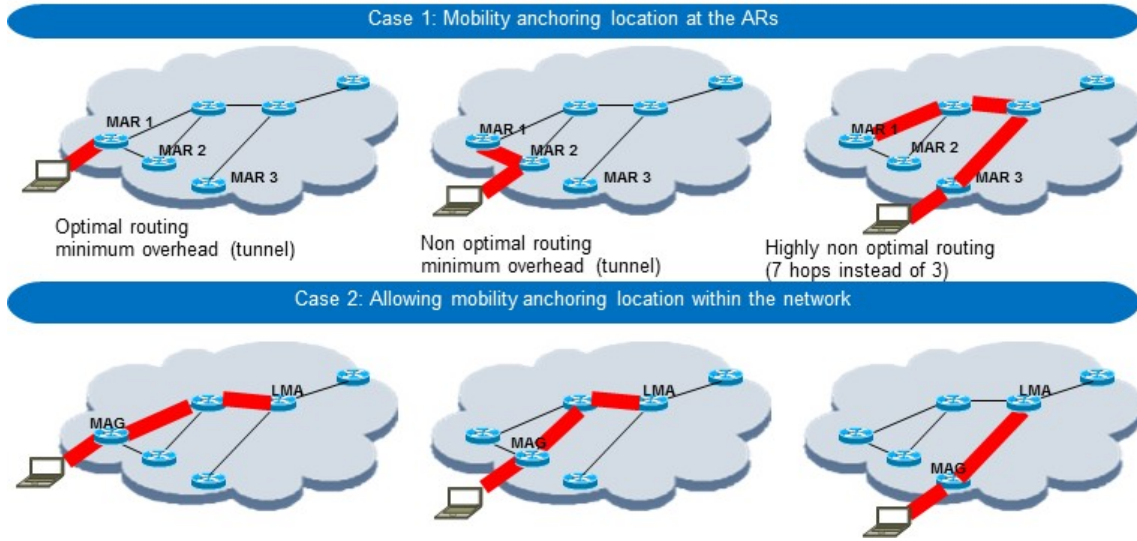 Case 1: Mobility anchoring location at the ARs
MAR 1
MAR 2
MAR 3
Optimal routing
minimum overhead (tunnel)
MAR 1
MAR 2
MAR 3
Non optimal routing
minimum overhead (tunnel)
MAR 1
MAR 2
MAR 3
Highly non optimal routing
(7 hops instead of 3)
Case 2: Allowing mobility anchoring location within the network
LMA
MAG
LMA
MAG
LMA
MAG